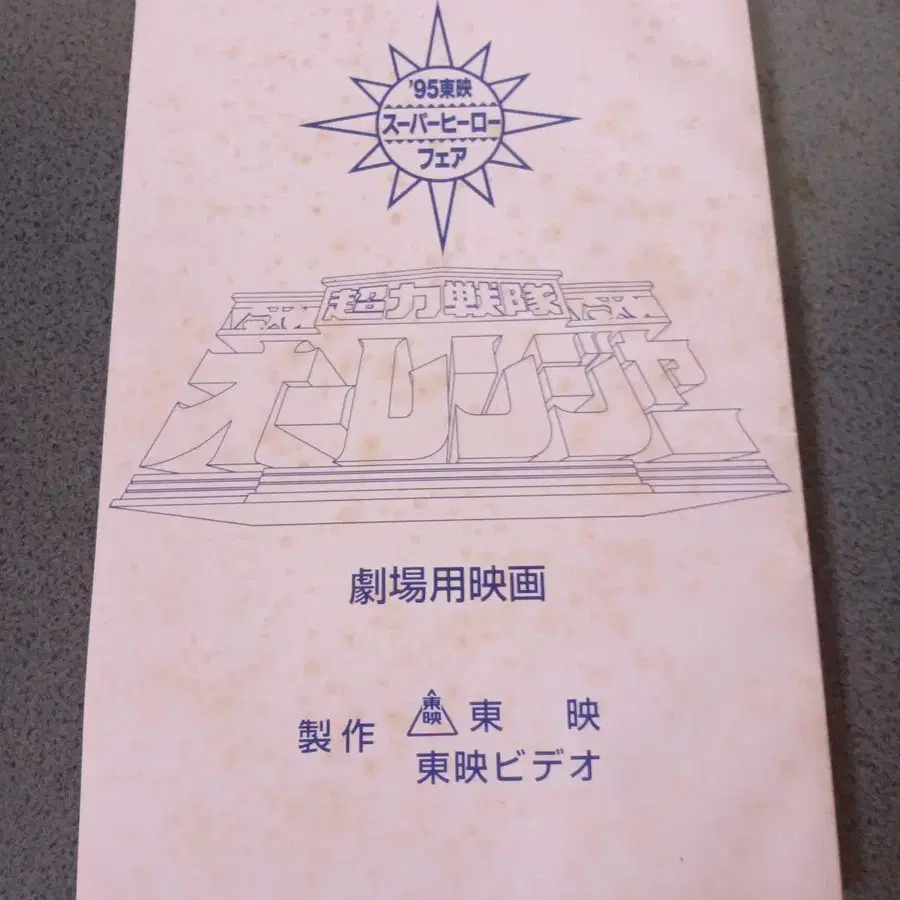 '95東映
スーパーヒーロー
フェア
超力戦隊
オーレンジャー
劇場用映画
製作 東映 東映
東映ビデオ